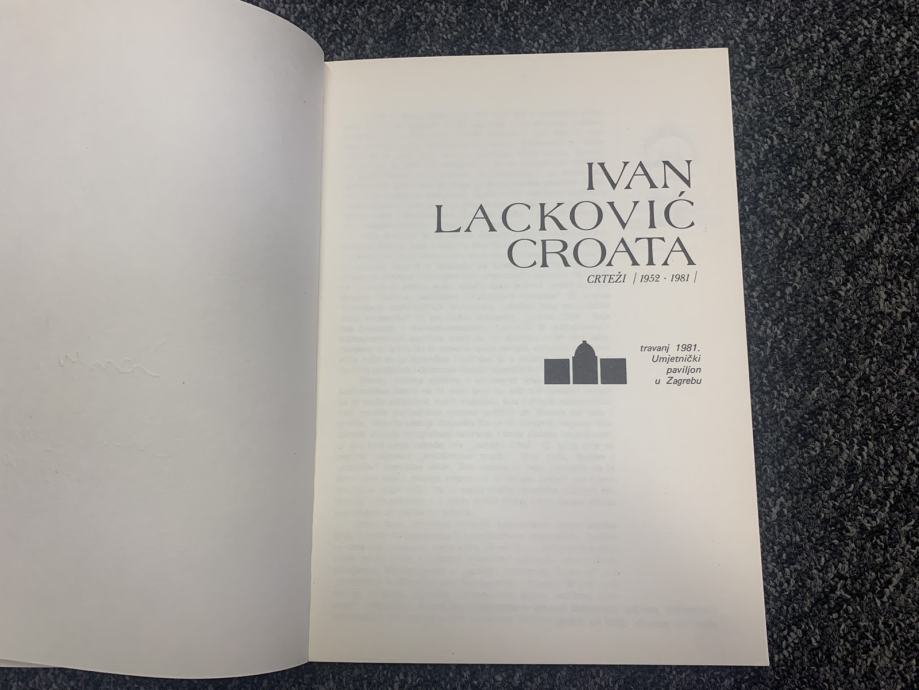 IVAN
LACKOVIĆ
CROATA
CRTEŽI | 1952 - 1981 |
travanj 1981.
Umjetnički
paviljon
u Zagrebu